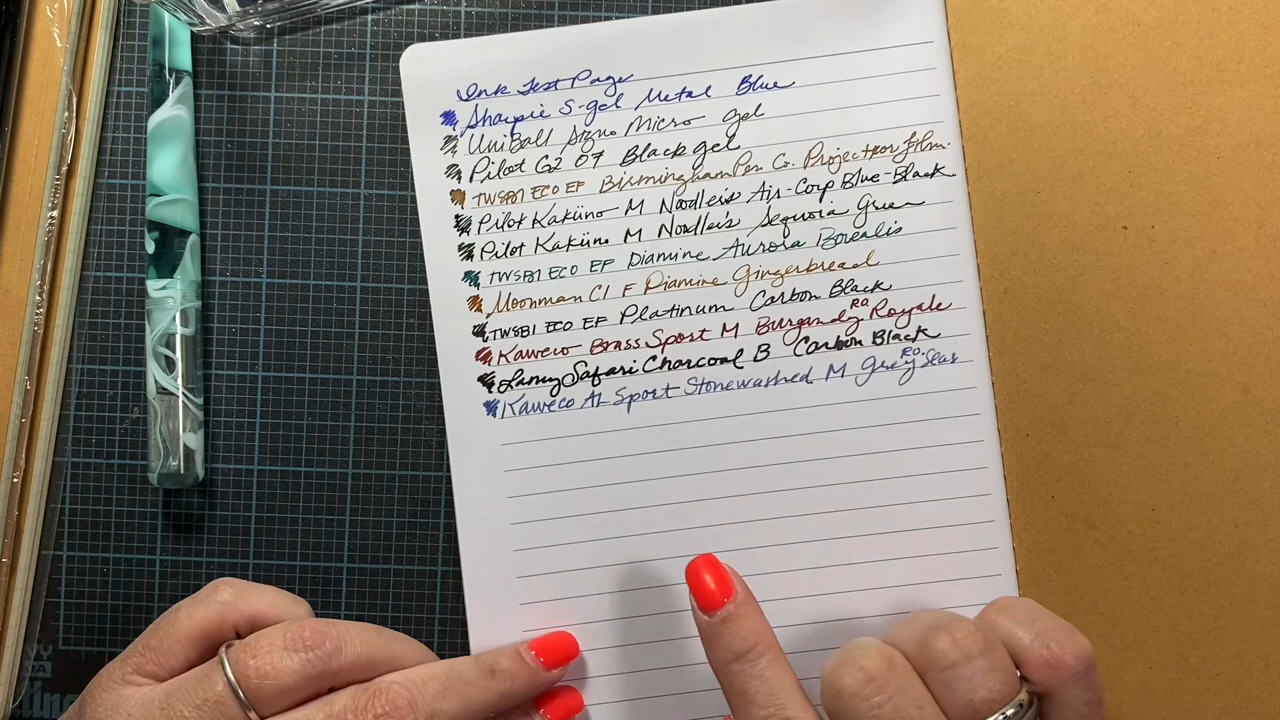 Ink Test Page
Sharpie S-gel Metal Blue
UniBall Signo Micro gel
Pilot G2 07 Black gel
TWSBI ECO EF Birmingham Pen Co. Projector Film.
Pilot Kakuno M Noodler's Air-Corp Blue-Black
Pilot Kakuno M Noodler's Sequoia Green
TWSBI ECO EF Diamine Aurora Borealis
Moonman C1 F Diamine Gingerbread
TWSBI ECO EF Platinum Carbon Black
Kaweco Brass Sport M Burgandy R.O. Royale
Lamy Safari Charcoal B Carbon Black
Kaweco AL Sport Stonewashed M Grey R.O. Seas